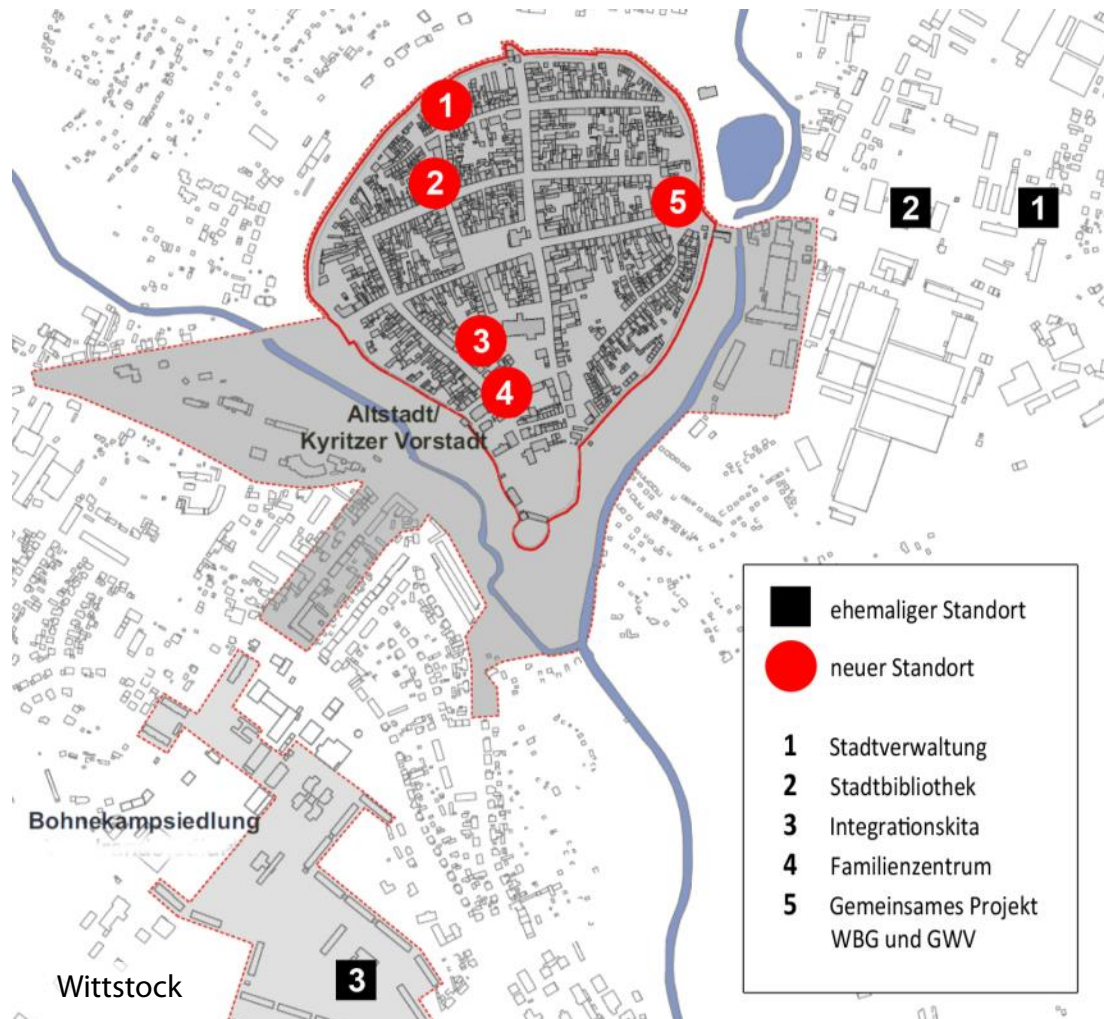 1
2
5
2
1
3
4
Altstadt/
Kyritzer Vorstadt
ehemaliger Standort
neuer Standort
1 Stadtverwaltung
2 Stadtbibliothek
3 Integrationskita
4 Familienzentrum
5 Gemeinsames Projekt
WBG und GWV
Bohnekampsiedlung
3
Wittstock